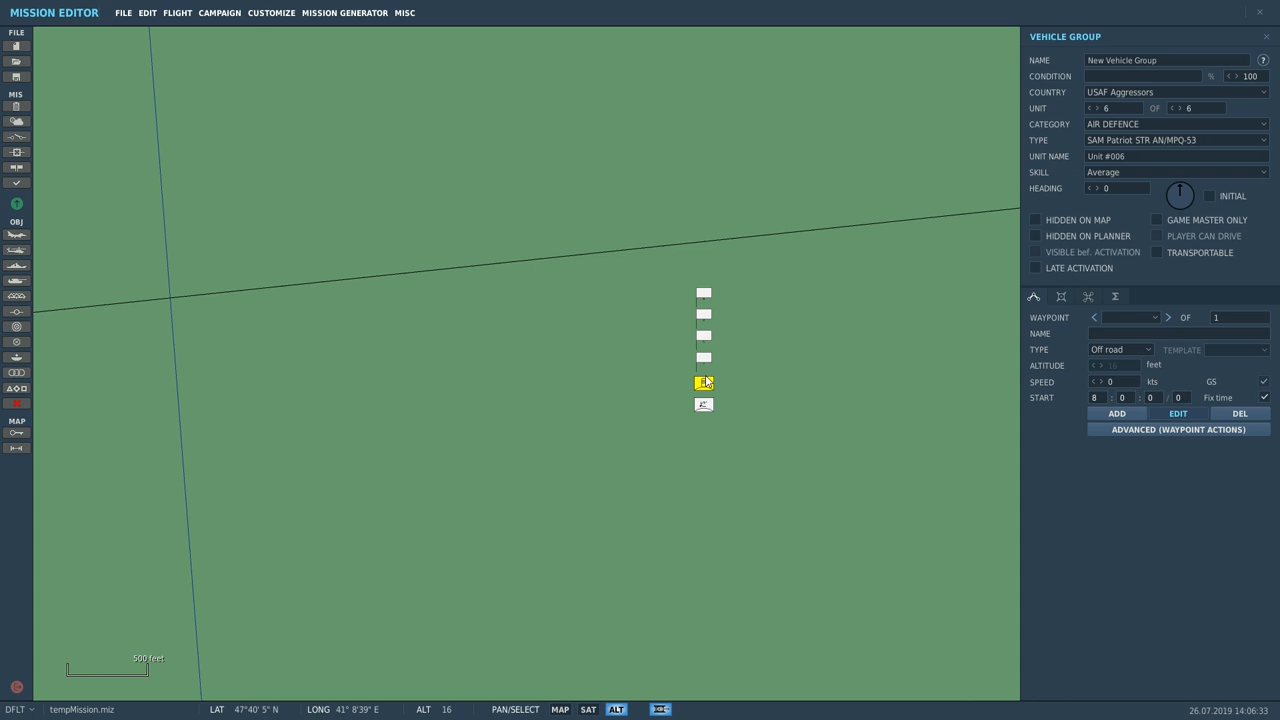 MISSION EDITOR FILE EDIT FLIGHT CAMPAIGN CUSTOMIZE MISSION GENERATOR MISC
FILE
MIS
OBJ
MAP
500 feet
VEHICLE GROUP
NAME New Vehicle Group ?
CONDITION % < > 100
COUNTRY USAF Aggressors
UNIT < > 6 OF < > 6
CATEGORY AIR DEFENCE
TYPE SAM Patriot STR AN/MPQ-53
UNIT NAME Unit #006
SKILL Average
HEADING < > 0 INITIAL
HIDDEN ON MAP GAME MASTER ONLY
HIDDEN ON PLANNER PLAYER CAN DRIVE
VISIBLE bef. ACTIVATION TRANSPORTABLE
LATE ACTIVATION
WAYPOINT < > OF 1
NAME
TYPE Off road TEMPLATE
ALTITUDE < > 16 feet
SPEED < > 0 kts GS
START 8 : 0 : 0 / 0 Fix time
ADD EDIT DEL
ADVANCED (WAYPOINT ACTIONS)
DFLT tempMission.miz LAT 47°40' 5" N LONG 41° 8'39" E ALT 16 PAN/SELECT MAP SAT ALT 26.07.2019 14:06:33